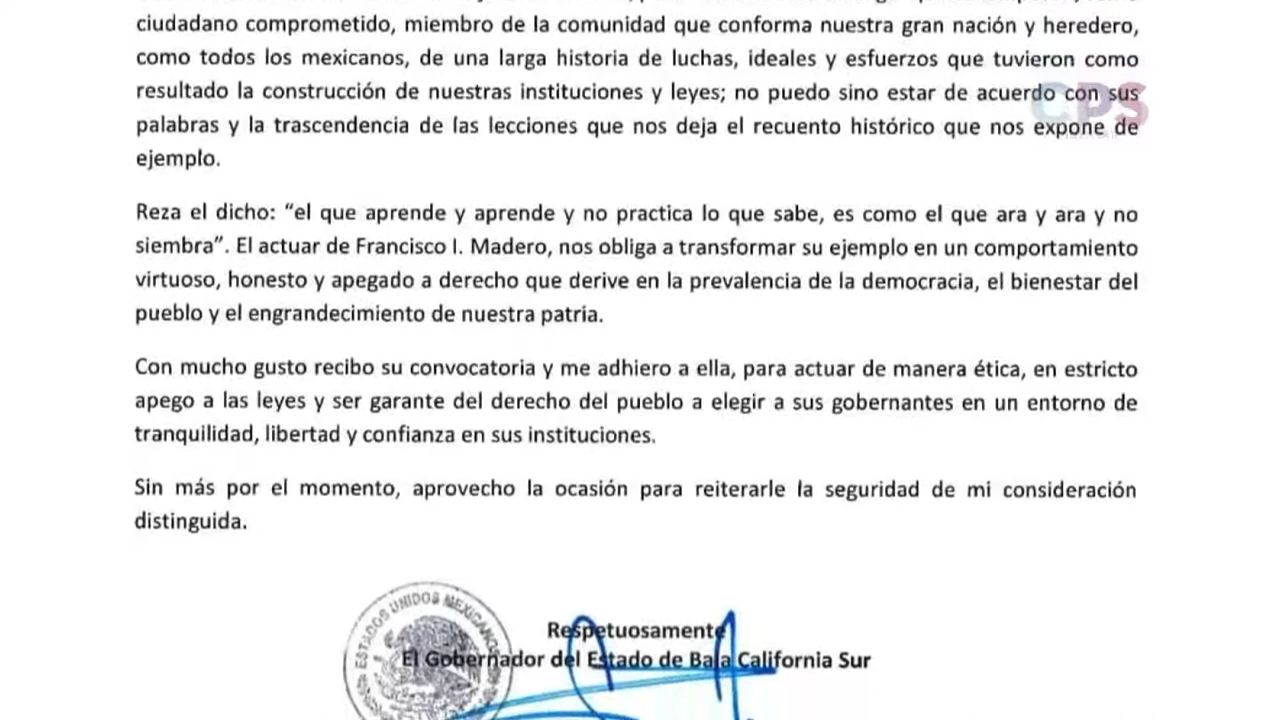 ciudadano comprometido, miembro de la comunidad que conforma nuestra gran nación y heredero,
como todos los mexicanos, de una larga historia de luchas, ideales y esfuerzos que tuvieron como
resultado la construcción de nuestras instituciones y leyes; no puedo sino estar de acuerdo con sus
palabras y la trascendencia de las lecciones que nos deja el recuento histórico que nos expone de
ejemplo.
CPS
Reza el dicho: “el que aprende y aprende y no practica lo que sabe, es como el que ara y ara y no
siembra”. El actuar de Francisco I. Madero, nos obliga a transformar su ejemplo en un comportamiento
virtuoso, honesto y apegado a derecho que derive en la prevalencia de la democracia, el bienestar del
pueblo y el engrandecimiento de nuestra patria.
Con mucho gusto recibo su convocatoria y me adhiero a ella, para actuar de manera ética, en estricto
apego a las leyes y ser garante del derecho del pueblo a elegir a sus gobernantes en un entorno de
tranquilidad, libertad y confianza en sus instituciones.
Sin más por el momento, aprovecho la ocasión para reiterarle la seguridad de mi consideración
distinguida.
ESTADOS UNIDOS MEXICANOS
Respetuosamente
El Gobernador del Estado de Baja California Sur